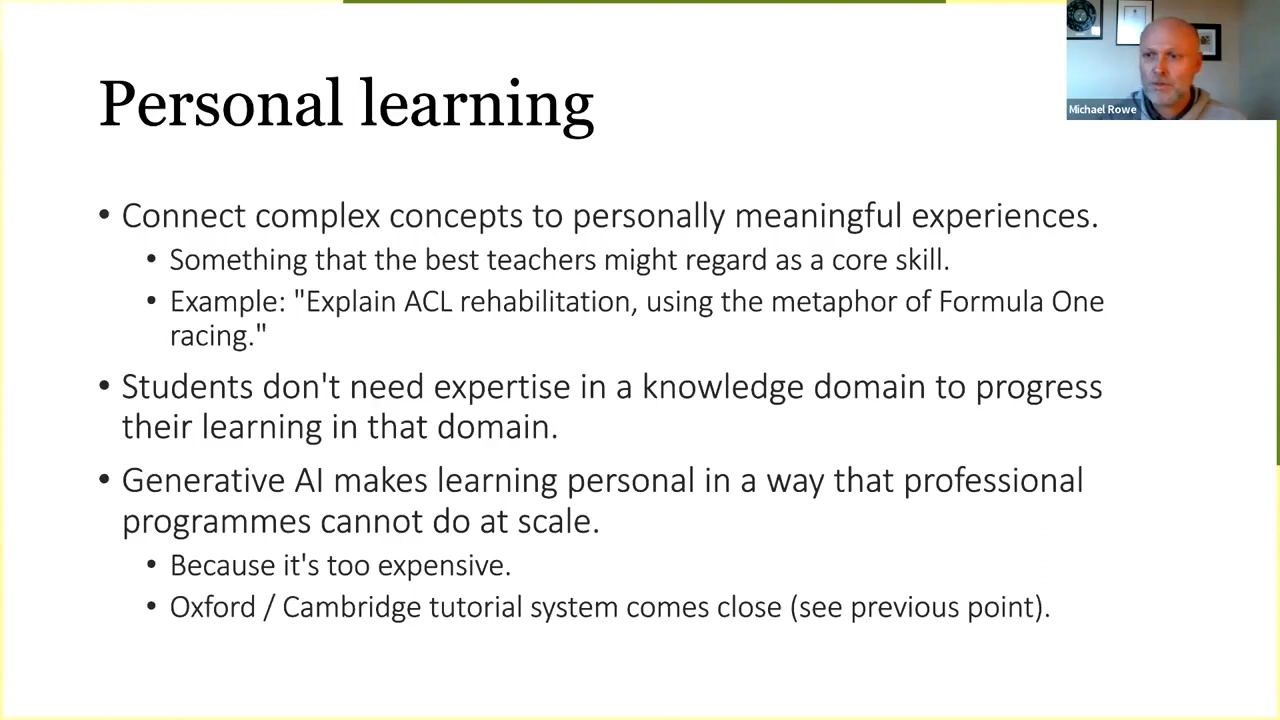 Personal learning
Michael Rowe
• Connect complex concepts to personally meaningful experiences.
• Something that the best teachers might regard as a core skill.
• Example: "Explain ACL rehabilitation, using the metaphor of Formula One
racing."
• Students don't need expertise in a knowledge domain to progress
their learning in that domain.
• Generative AI makes learning personal in a way that professional
programmes cannot do at scale.
• Because it's too expensive.
• Oxford / Cambridge tutorial system comes close (see previous point).